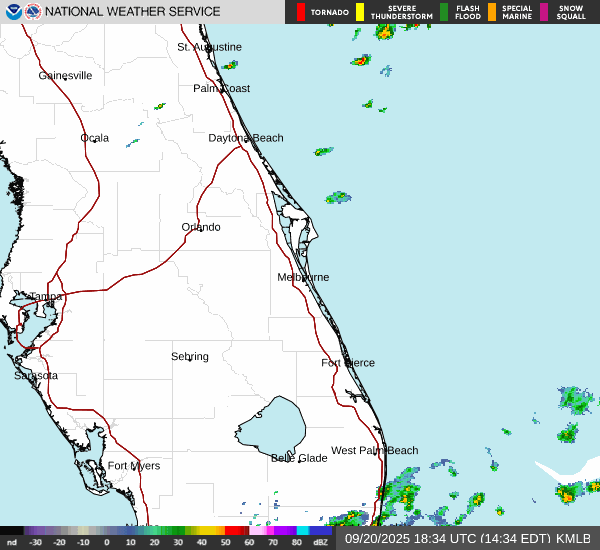 NATIONAL WEATHER SERVICE
TORNADO
SEVERE
THUNDERSTORM
FLASH
FLOOD
SPECIAL
MARINE
SNOW
SQUALL
St. Augustine
Gainesville
Palm Coast
Ocala
Daytona Beach
Orlando
Melbourne
Tampa
Sebring
Fort Pierce
Sarasota
West Palm Beach
Belle Glade
Fort Myers
nd -30 -20 -10 0 10 20 30 40 50 60 70 80 dBZ
09/20/2025 18:34 UTC (14:34 EDT) KMLB